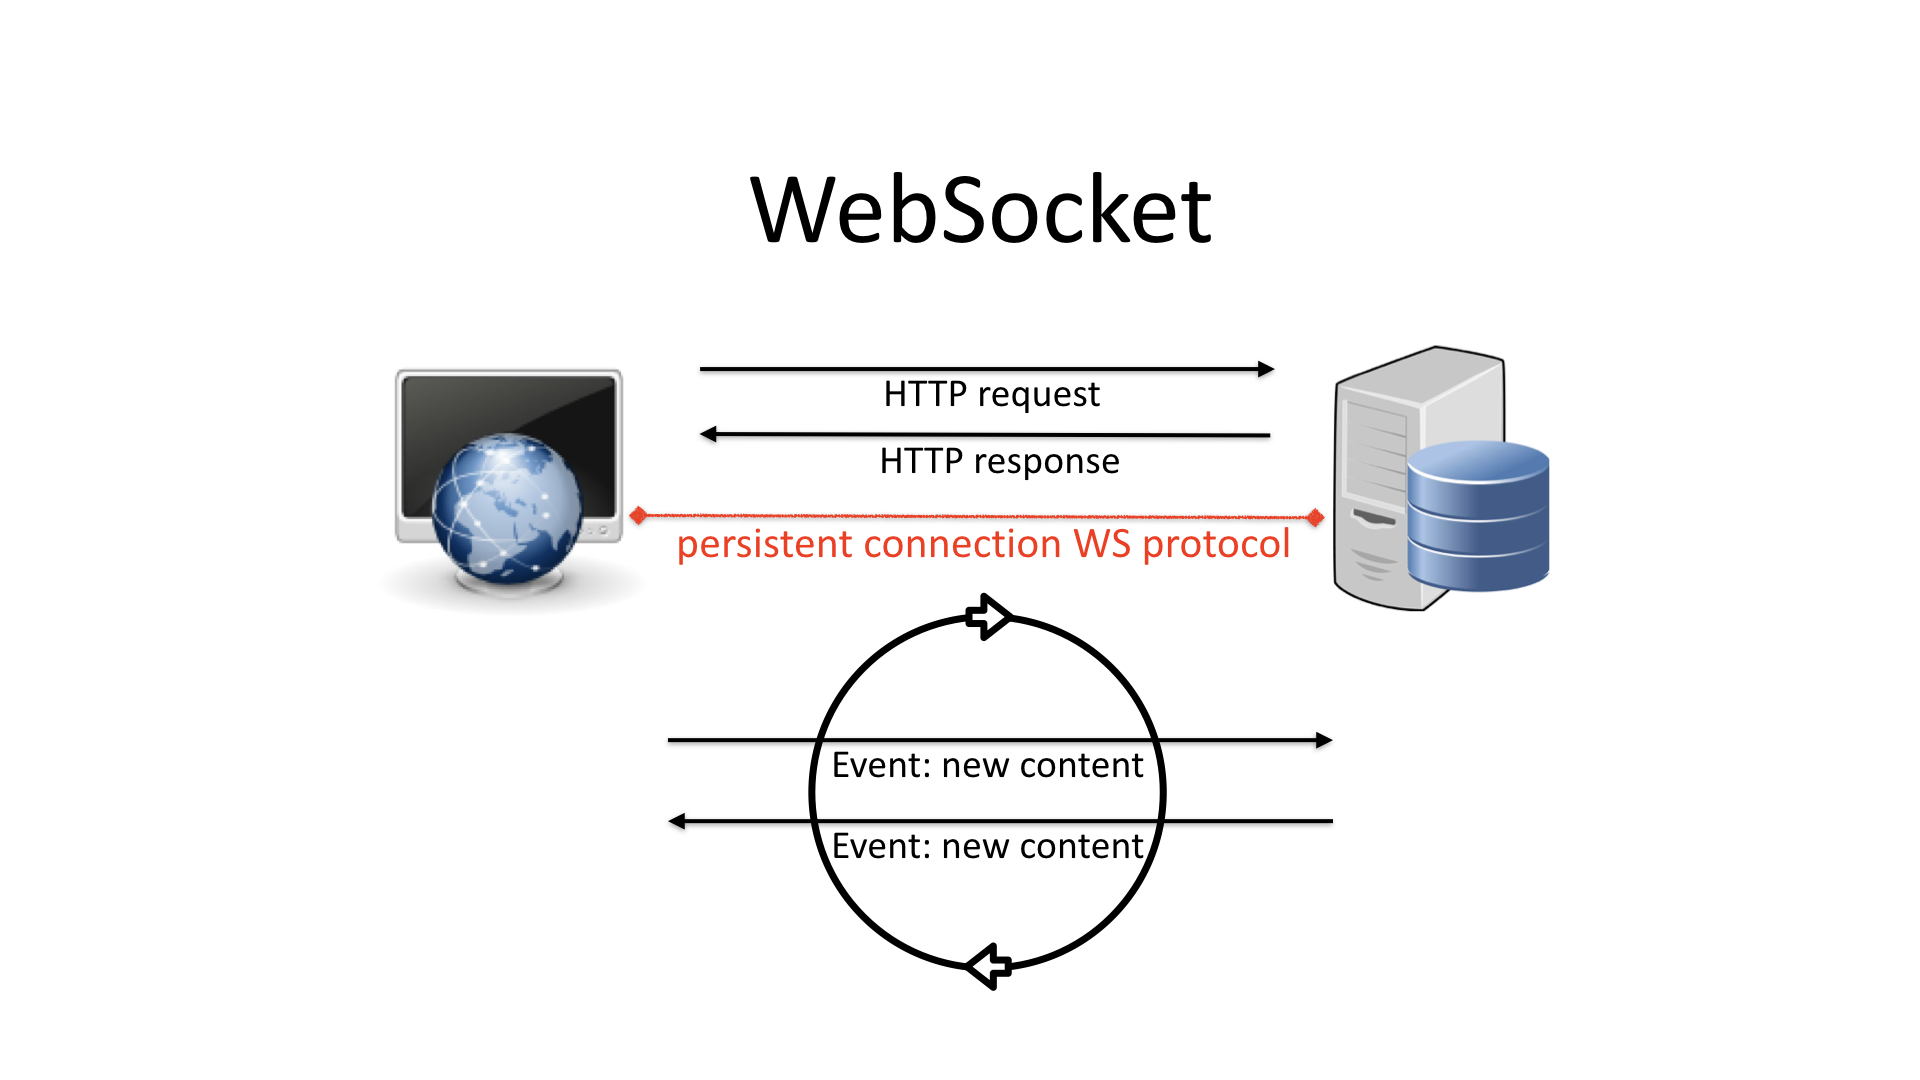 WebSocket
HTTP request
HTTP response
persistent connection WS protocol
Event: new content
Event: new content